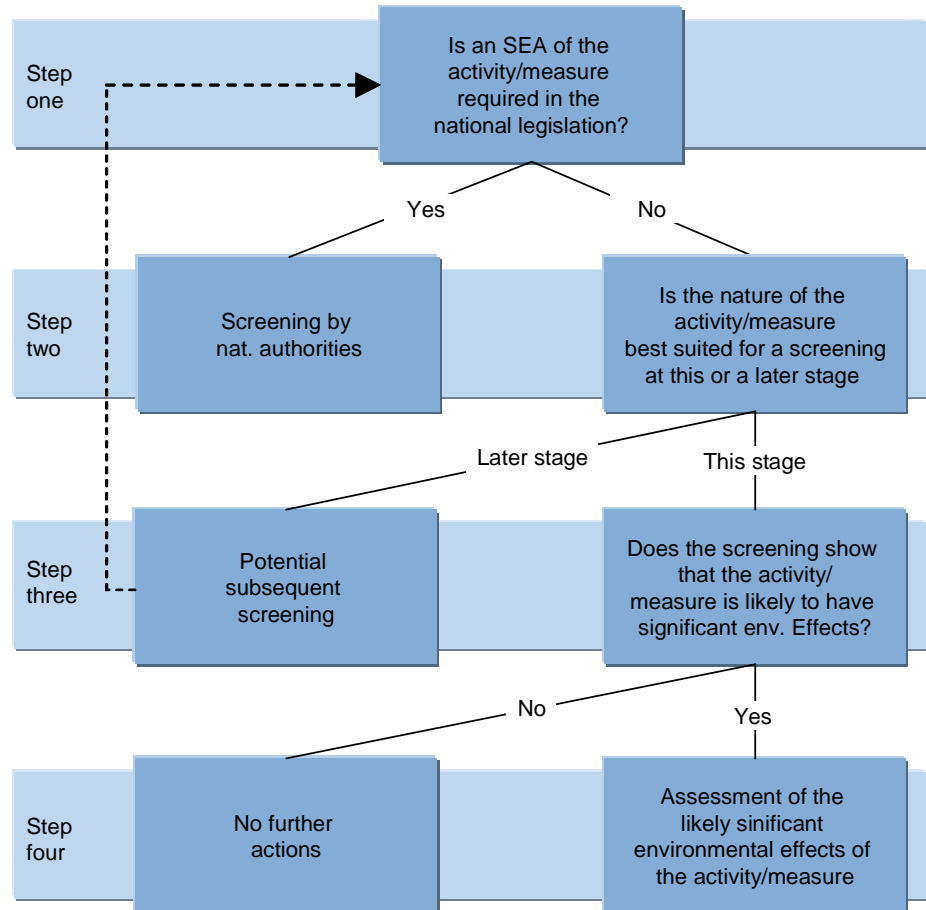 Step
one
Is an SEA of the
activity/measure
required in the
national legislation?
Yes
No
Step
two
Screening by
nat. authorities
Is the nature of the
activity/measure
best suited for a screening
at this or a later stage
Later stage
This stage
Step
three
Potential
subsequent
screening
Does the screening show
that the activity/
measure is likely to have
significant env. Effects?
No
Yes
Step
four
No further
actions
Assessment of the
likely sinificant
environmental effects of
the activity/measure